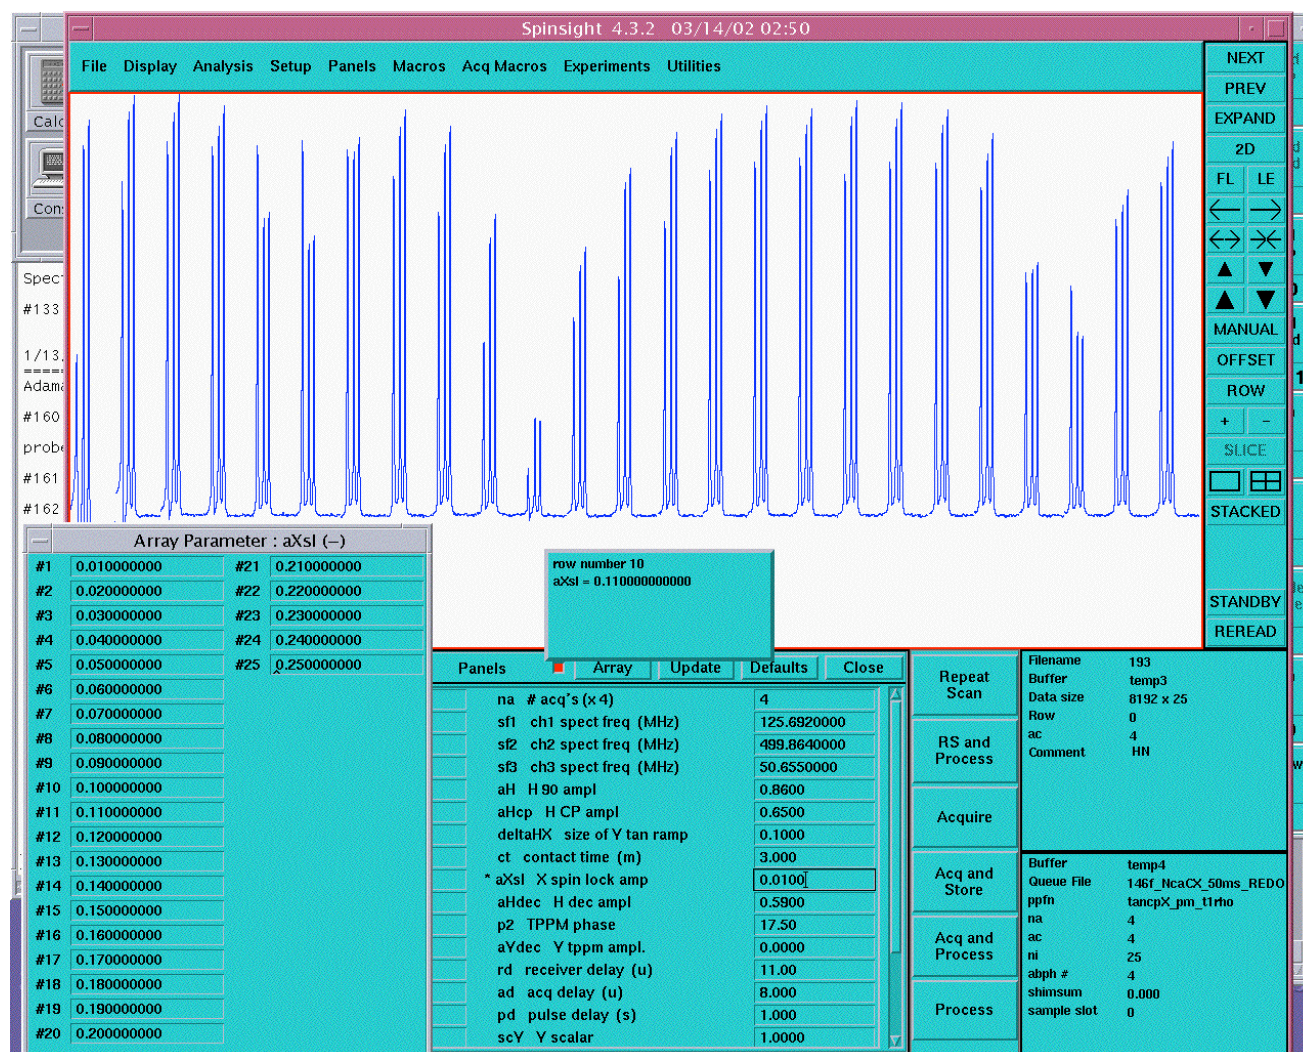 Spinsight 4.3.2 03/14/02 02:50
File Display Analysis Setup Panels Macros Acq Macros Experiments Utilities
NEXT
PREV
EXPAND
2D
FL LE
MANUAL
OFFSET
ROW
+ -
SLICE
STACKED
STANDBY
REREAD
#133
1/13
=====
#160
#161
#162
Array Parameter : aXsl (−)
#1 0.010000000 #21 0.210000000
#2 0.020000000 #22 0.220000000
#3 0.030000000 #23 0.230000000
#4 0.040000000 #24 0.240000000
#5 0.050000000 #25 0.250000000
#6 0.060000000
#7 0.070000000
#8 0.080000000
#9 0.090000000
#10 0.100000000
#11 0.110000000
#12 0.120000000
#13 0.130000000
#14 0.140000000
#15 0.150000000
#16 0.160000000
#17 0.170000000
#18 0.180000000
#19 0.190000000
#20 0.200000000
row number 10
aXsl = 0.110000000000
Panels Array Update Defaults Close
na # acq's (x 4) 4
sf1 ch1 spect freq (MHz) 125.6920000
sf2 ch2 spect freq (MHz) 499.8640000
sf3 ch3 spect freq (MHz) 50.6550000
aH H 90 ampl 0.8600
aHcp H CP ampl 0.6500
deltaHX size of Y tan ramp 0.1000
ct contact time (m) 3.000
* aXsl X spin lock amp 0.0100
aHdec H dec ampl 0.5900
p2 TPPM phase 17.50
aYdec Y tppm ampl. 0.0000
rd receiver delay (u) 11.00
ad acq delay (u) 8.000
pd pulse delay (s) 1.000
scY Y scalar 1.0000
Repeat
Scan
RS and
Process
Acquire
Acq and
Store
Acq and
Process
Process
Filename 193
Buffer temp3
Data size 8192 x 25
Row 0
ac 4
Comment HN
Buffer temp4
Queue File 146f_NcaCX_50ms_REDO
ppfn tancpX_pm_t1rho
na 4
ac 4
ni 25
abph # 4
shimsum 0.000
sample slot 0